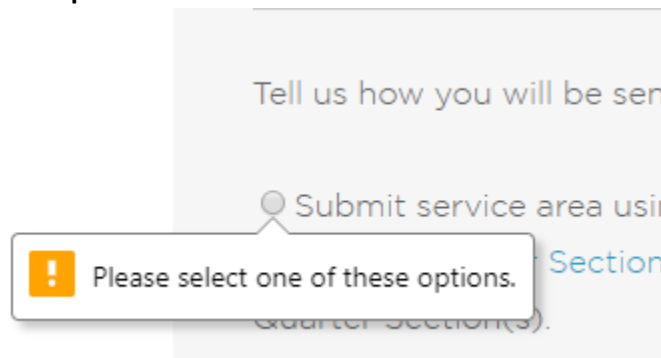 Tell us how you will be sen
Submit service area usi
Please select one of these options.
Section
Quarter Section(s).